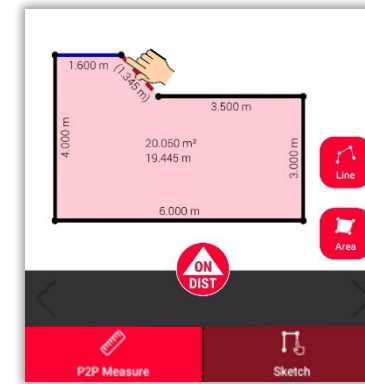 1.600 m
(1.345 m)
3.500 m
4.000 m
20.050 m²
19.445 m
3.000 m
Line
6.000 m
Area
ON
DIST
P2P Measure
Sketch